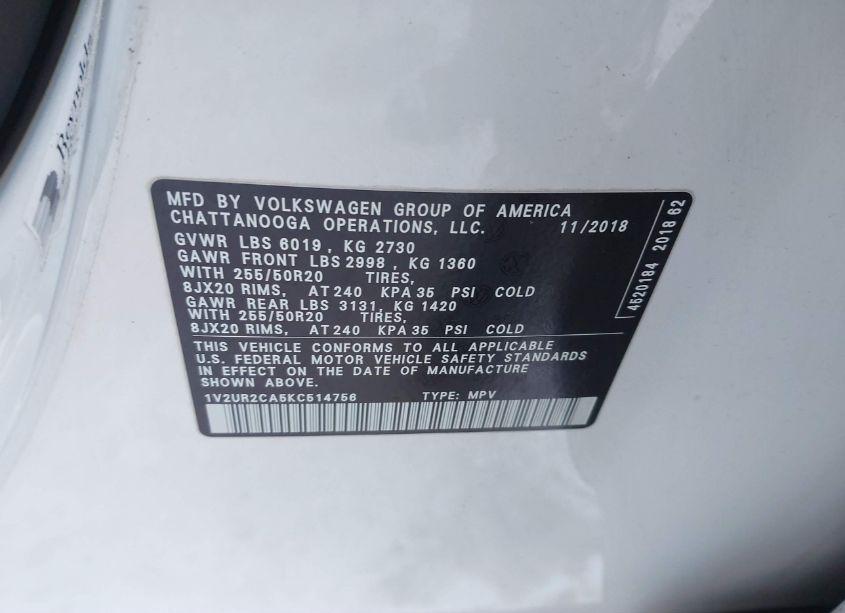 MFD BY VOLKSWAGEN GROUP OF AMERICA
CHATTANOOGA OPERATIONS, LLC. 11/2018
GVWR LBS 6019 , KG 2730
GAWR FRONT LBS 2998 , KG 1360
WITH 255/50R20 TIRES,
8JX20 RIMS, AT 240 KPA 35 PSI COLD
GAWR REAR LBS 3131, KG 1420
WITH 255/50R20 TIRES,
8JX20 RIMS, AT 240 KPA 35 PSI COLD
THIS VEHICLE CONFORMS TO ALL APPLICABLE
U.S. FEDERAL MOTOR VEHICLE SAFETY STANDARDS
IN EFFECT ON THE DATE OF MANUFACTURE
SHOWN ABOVE.
1V2UR2CA5KC514756 TYPE: MPV
4620184 2018 62